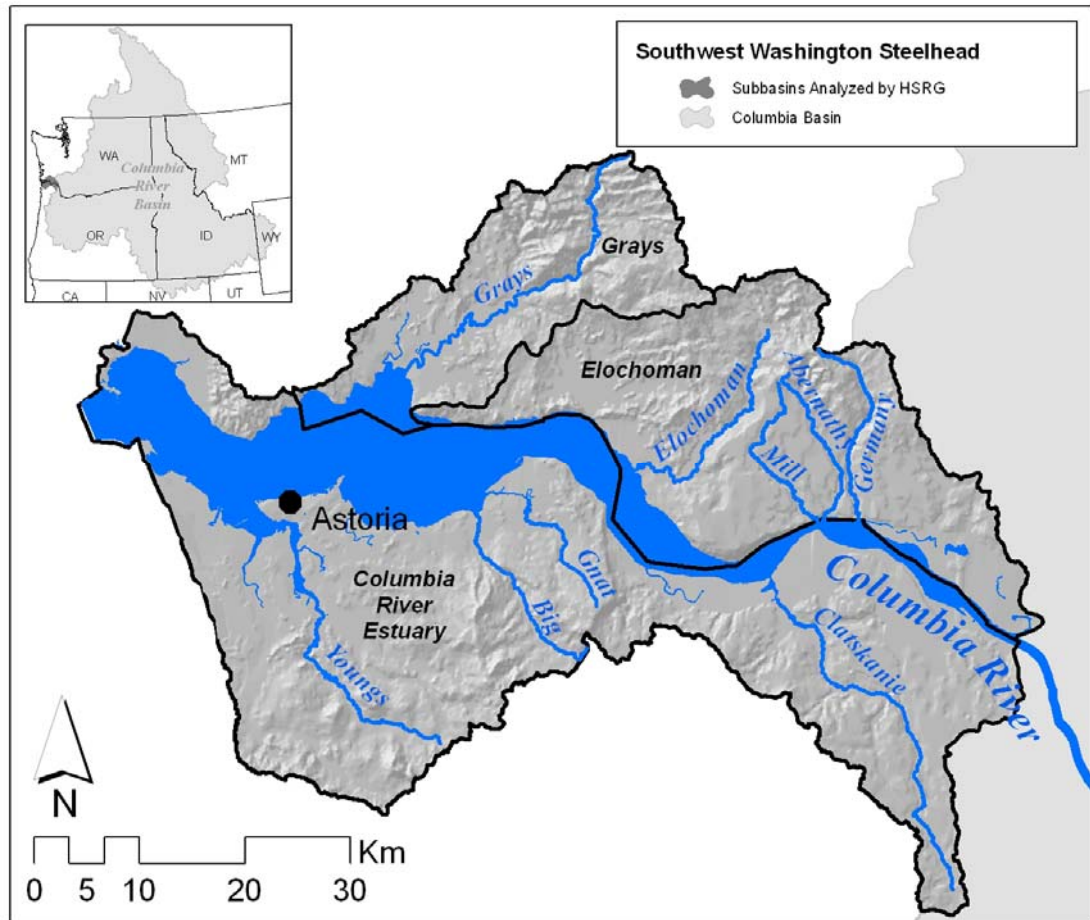 Southwest Washington Steelhead
Subbasins Analyzed by HSRG
Columbia Basin
WA
MT
Columbia
River
Basin
OR
ID
WY
CA
NV
UT
Grays
Grays
Elochoman
Elochoman
Abernathy
Germany
Mill
Astoria
Columbia
River
Estuary
Gnat
Big
Youngs
Clatskanie
Columbia River
N
Km
0 5 10 20 30